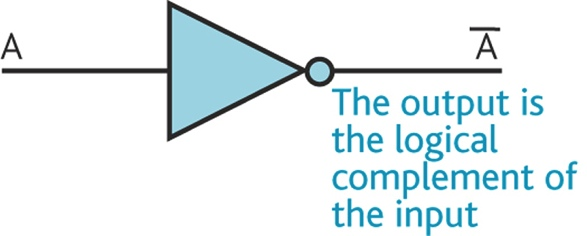 A
A̅
The output is
the logical
complement of
the input